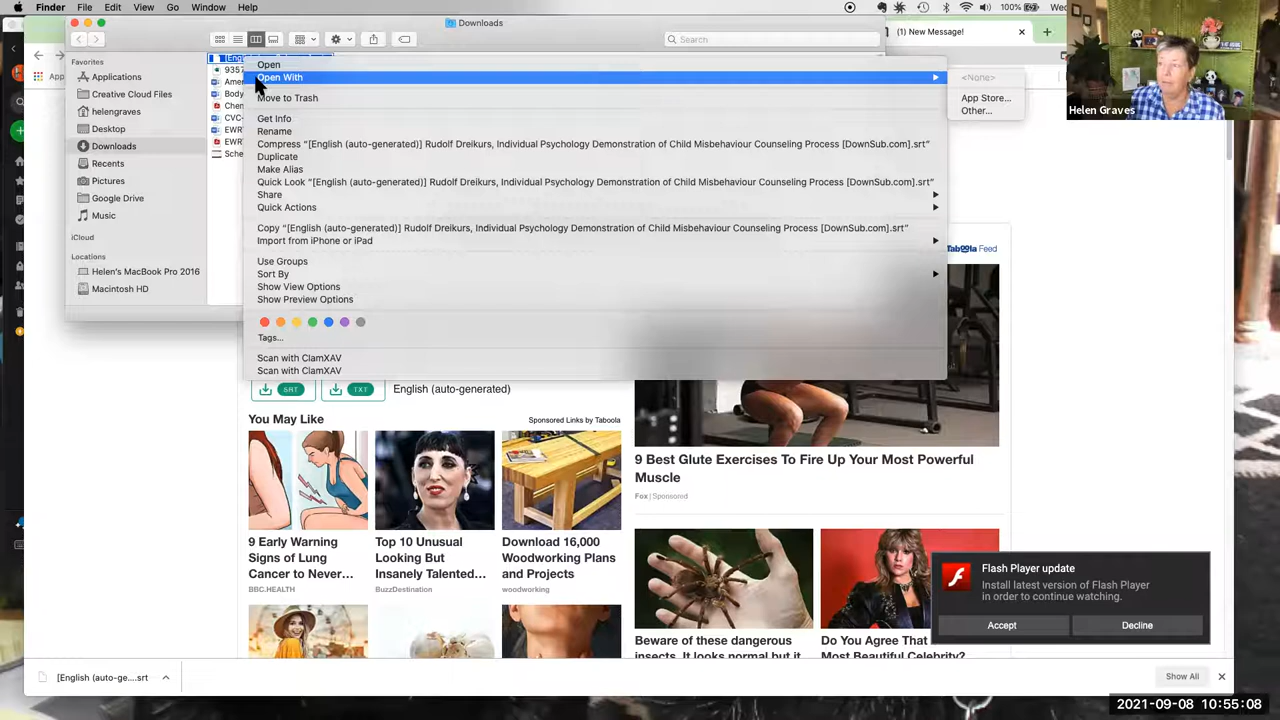 Finder File Edit View Go Window Help
100%
Downloads
Search
(1) New Message!
Favorites
Applications
Creative Cloud Files
helengraves
Desktop
Downloads
Recents
Pictures
Google Drive
Music
iCloud
Locations
Helen's MacBook Pro 2016
Macintosh HD
Open
Open With
Move to Trash
Get Info
Rename
Compress "[English (auto-generated)] Rudolf Dreikurs, Individual Psychology Demonstration of Child Misbehaviour Counseling Process [DownSub.com].srt"
Duplicate
Make Alias
Quick Look "[English (auto-generated)] Rudolf Dreikurs, Individual Psychology Demonstration of Child Misbehaviour Counseling Process [DownSub.com].srt"
Share
Quick Actions
Copy "[English (auto-generated)] Rudolf Dreikurs, Individual Psychology Demonstration of Child Misbehaviour Counseling Process [DownSub.com].srt"
Import from iPhone or iPad
Use Groups
Sort By
Show View Options
Show Preview Options
Tags...
Scan with ClamXAV
Scan with ClamXAV
<None>
App Store...
Other...
Helen Graves
Feed
SRT TXT English (auto-generated)
You May Like Sponsored Links by Taboola
9 Early Warning Signs of Lung Cancer to Never...
BBC.HEALTH
Top 10 Unusual Looking But Insanely Talented...
BuzzDestination
Download 16,000 Woodworking Plans and Projects
woodworking
9 Best Glute Exercises To Fire Up Your Most Powerful Muscle
Fox | Sponsored
Beware of these dangerous insects. It looks normal but it
Do You Agree That
Most Beautiful Celebrity?
Flash Player update
Install latest version of Flash Player
in order to continue watching.
Accept Decline
[English (auto-ge....srt
Show All
2021-09-08 10:55:08